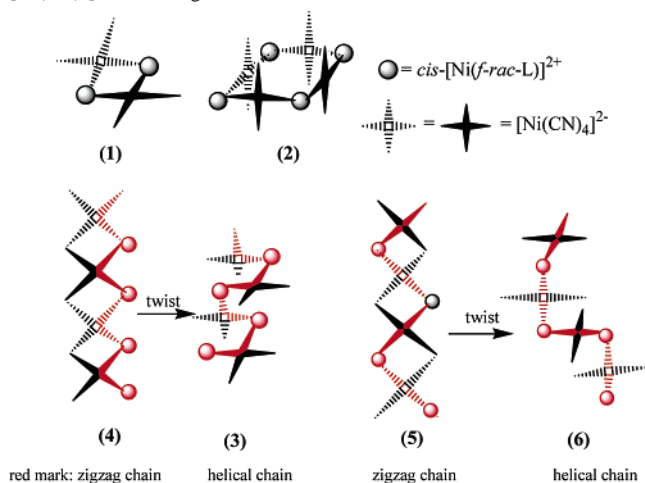 = cis-[Ni(f-rac-L)]²⁺
= = [Ni(CN)₄]²⁻
(1) (2)
twist
twist
(4) (3) (5) (6)
red mark: zigzag chain helical chain zigzag chain helical chain